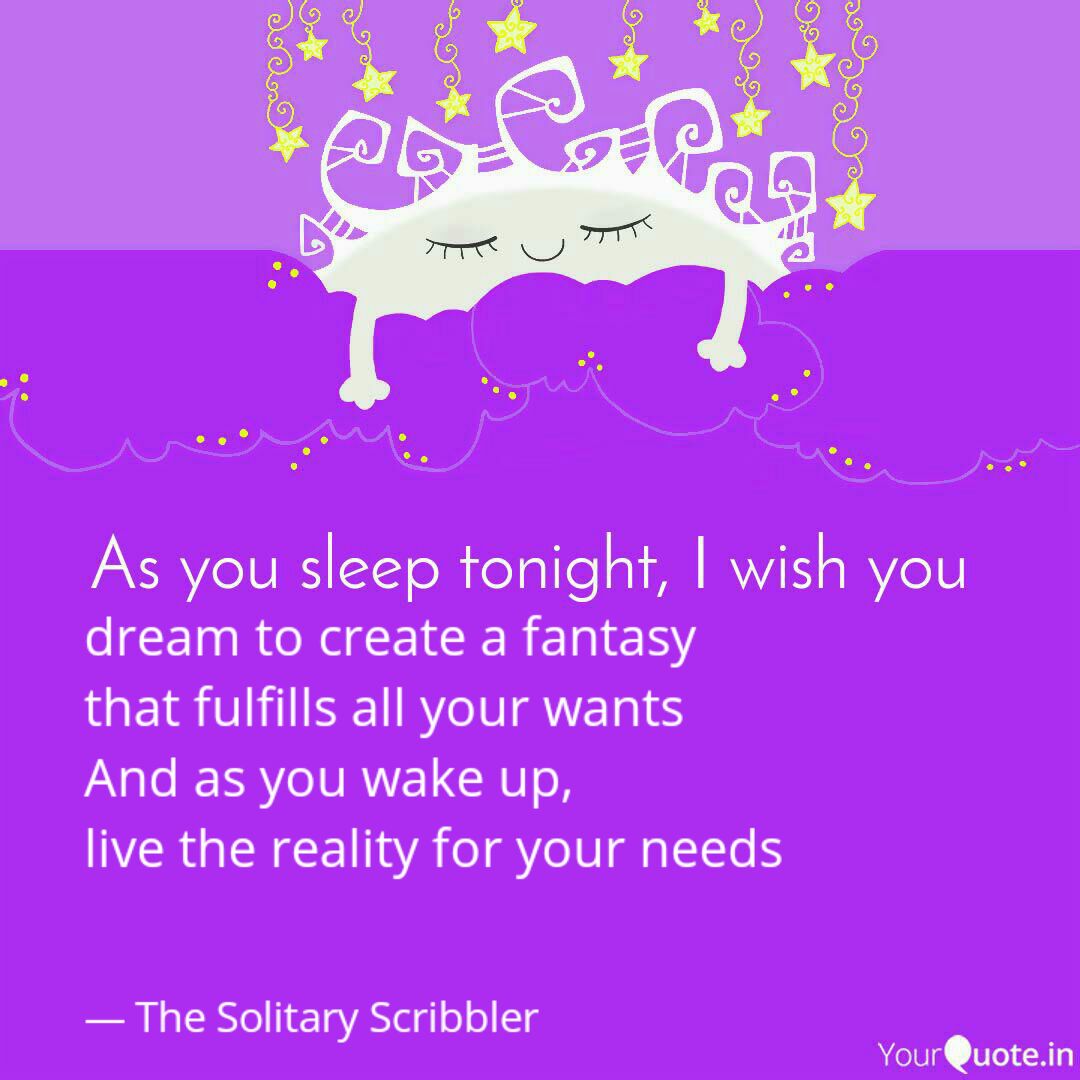 As you sleep tonight, I wish you
dream to create a fantasy
that fulfills all your wants
And as you wake up,
live the reality for your needs
— The Solitary Scribbler
YourQuote.in